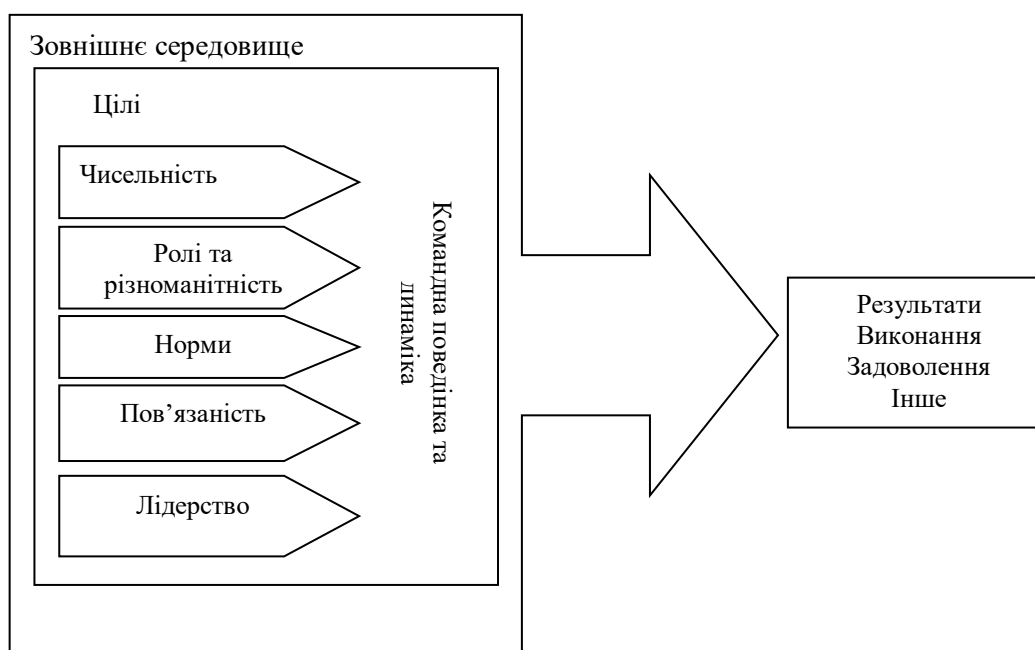 Зовнішнє середовище
Цілі
Чисельність
Ролі та
різноманітність
Норми
Пов’язаність
Лідерство
Командна поведінка та
динаміка
Результати
Виконання
Задоволення
Інше